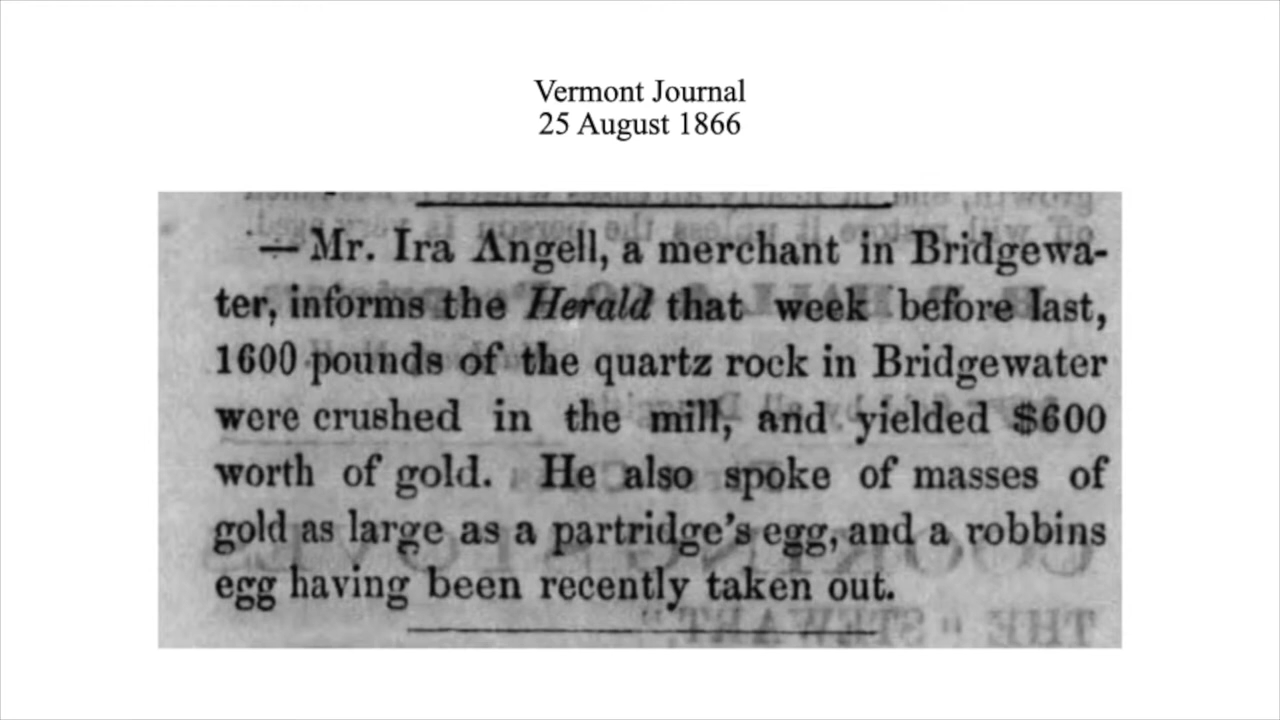 Vermont Journal
25 August 1866
— Mr. Ira Angell, a merchant in Bridgewa-
ter, informs the Herald that week before last,
1600 pounds of the quartz rock in Bridgewater
were crushed in the mill, and yielded $600
worth of gold. He also spoke of masses of
gold as large as a partridge's egg, and a robbins
egg having been recently taken out.